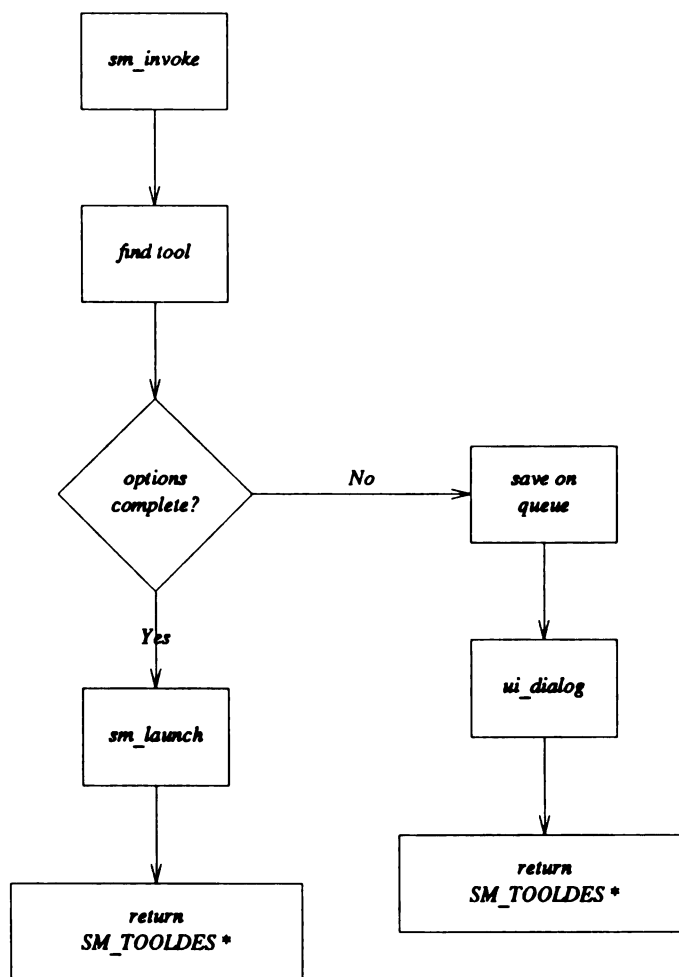 sm_invoke
find tool
options
complete?
No
save on
queue
Yes
ui_dialog
sm_launch
return
SM_TOOLDES *
return
SM_TOOLDES *